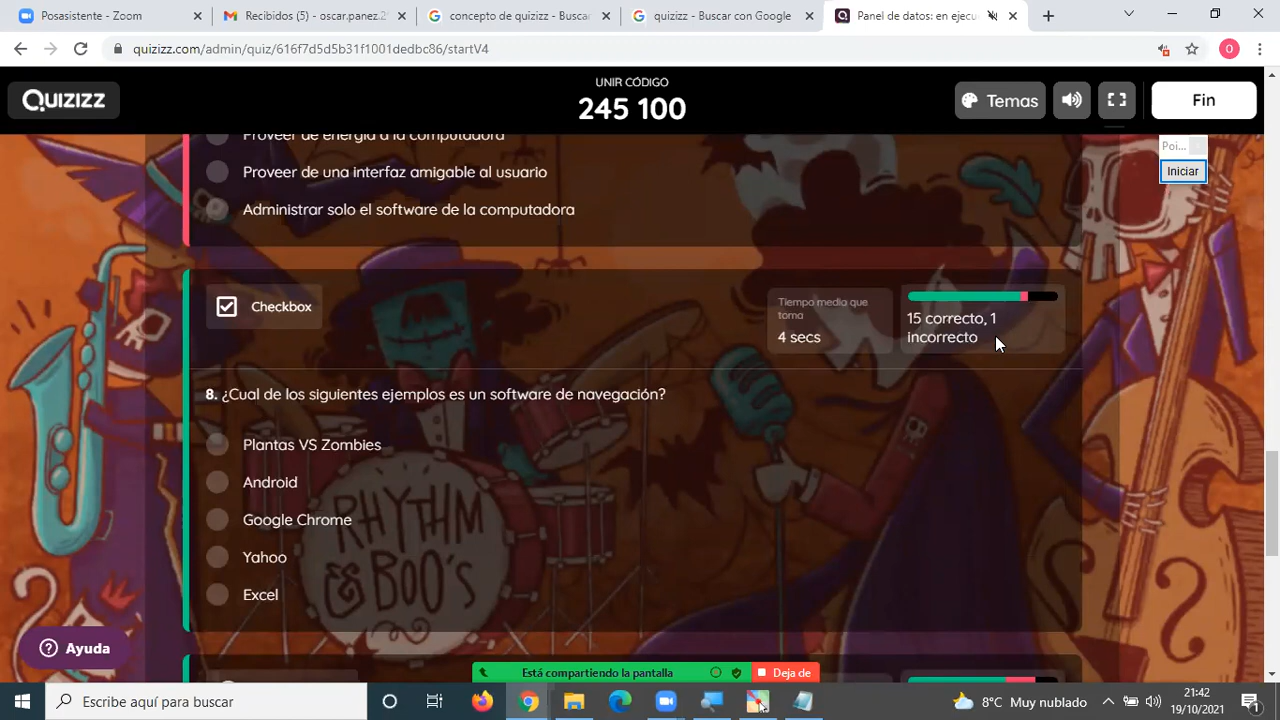 Posasistente - Zoom
Recibidos (5) - oscar.panez.2
concepto de quizizz - Buscar
quizizz - Buscar con Google
Panel de datos: en ejecu
quizizz.com/admin/quiz/616f7d5d5b31f1001dedbc86/startV4
O
QUIZIZZ
UNIR CÓDIGO
245 100
Temas
Fin
Poi...
Iniciar
Proveer de energia a la computadora
Proveer de una interfaz amigable al usuario
Administrar solo el software de la computadora
Checkbox
Tiempo media que
toma
4 secs
15 correcto, 1
incorrecto
8. ¿Cual de los siguientes ejemplos es un software de navegación?
Plantas VS Zombies
Android
Google Chrome
Yahoo
Excel
RHYTHM
& BOO'S
Ayuda
Está compartiendo la pantalla
Deja de
Escribe aquí para buscar
8°C Muy nublado
21:42
19/10/2021
1